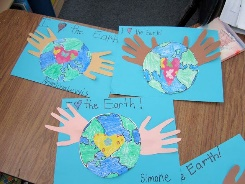 I ♥ the EARTH
I ♥ the Earth!
I ♥ the Earth!
Simone
Earth!